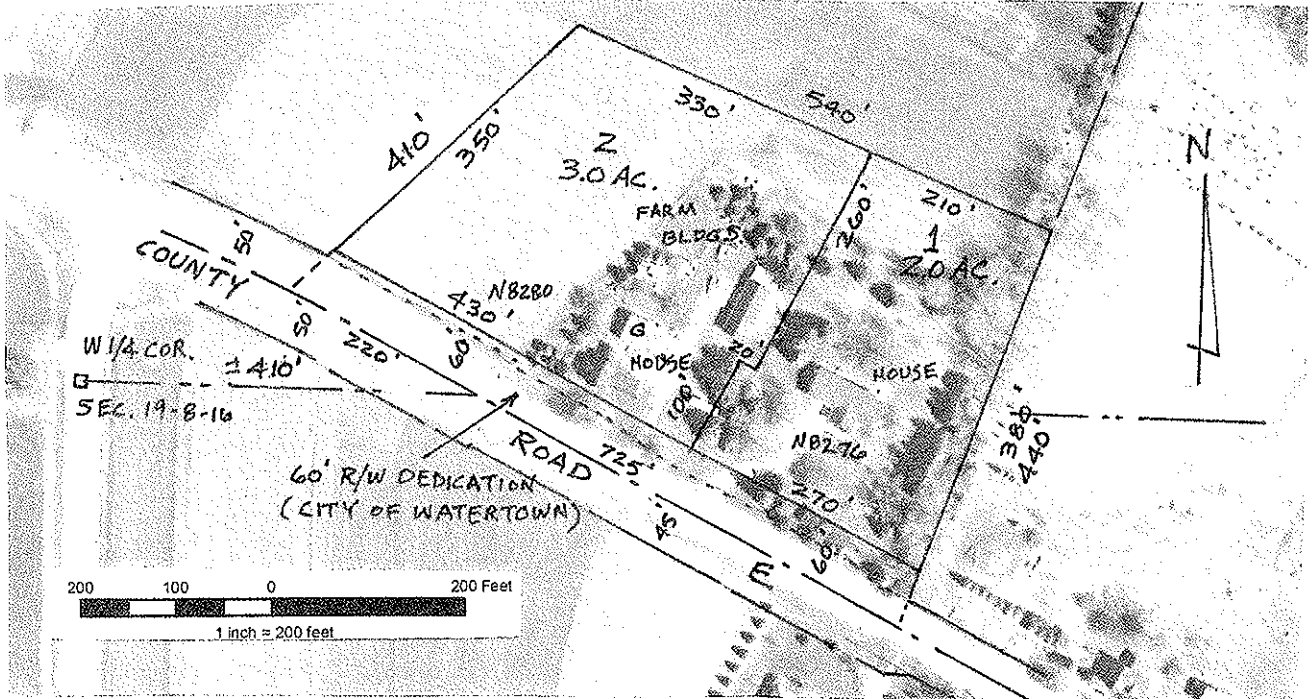 330'
540'
410'
350'
2
3.0 AC.
N
210'
1
2.0 AC.
FARM
BLDGS.
260'
50'
COUNTY
430'
N8280
G
HOUSE
20'
HOUSE
50'
220'
60'
W 1/4 COR.
± 410'
SEC. 19-8-16
100'
N8276
380'
440'
ROAD
725'
60' R/W DEDICATION
(CITY OF WATERTOWN)
270'
45'
60'
E
200 100 0 200 Feet
1 inch = 200 feet